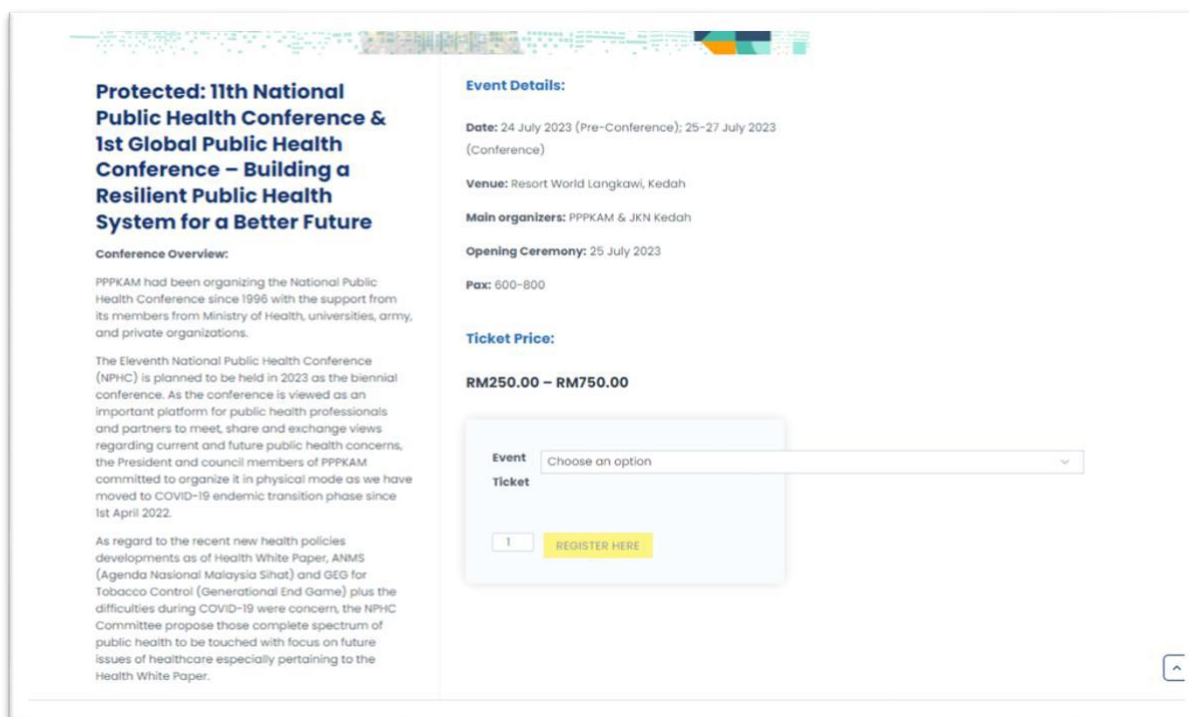 Protected: 11th National
Public Health Conference &
1st Global Public Health
Conference – Building a
Resilient Public Health
System for a Better Future
Conference Overview:
PPPKAM had been organizing the National Public
Health Conference since 1996 with the support from
its members from Ministry of Health, universities, army,
and private organizations.
The Eleventh National Public Health Conference
(NPHC) is planned to be held in 2023 as the biennial
conference. As the conference is viewed as an
important platform for public health professionals
and partners to meet, share and exchange views
regarding current and future public health concerns,
the President and council members of PPPKAM
committed to organize it in physical mode as we have
moved to COVID-19 endemic transition phase since
1st April 2022.
As regard to the recent new health policies
developments as of Health White Paper, ANMS
(Agenda Nasional Malaysia Sihat) and GEG for
Tobacco Control (Generational End Game) plus the
difficulties during COVID-19 were concern, the NPHC
Committee propose those complete spectrum of
public health to be touched with focus on future
issues of healthcare especially pertaining to the
Health White Paper.
Event Details:
Date: 24 July 2023 (Pre-Conference); 25-27 July 2023
(Conference)
Venue: Resort World Langkawi, Kedah
Main organizers: PPPKAM & JKN Kedah
Opening Ceremony: 25 July 2023
Pax: 600-800
Ticket Price:
RM250.00 – RM750.00
Event Ticket
Choose an option
1
REGISTER HERE